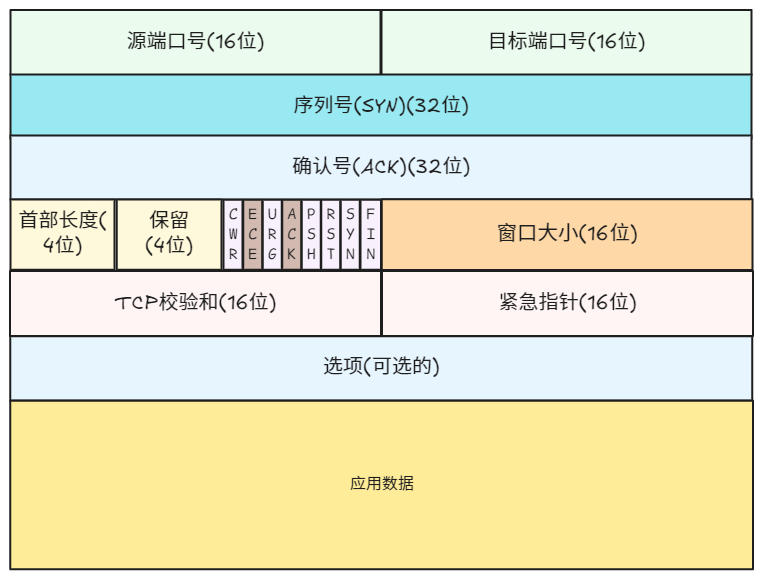 源端口号(16位)
目标端口号(16位)
序列号(SYN)(32位)
确认号(ACK)(32位)
首部长度(
4位)
保留
(4位)
CWR
ECE
URG
ACK
PSH
RST
SYN
FIN
窗口大小(16位)
TCP校验和(16位)
紧急指针(16位)
选项(可选的)
应用数据